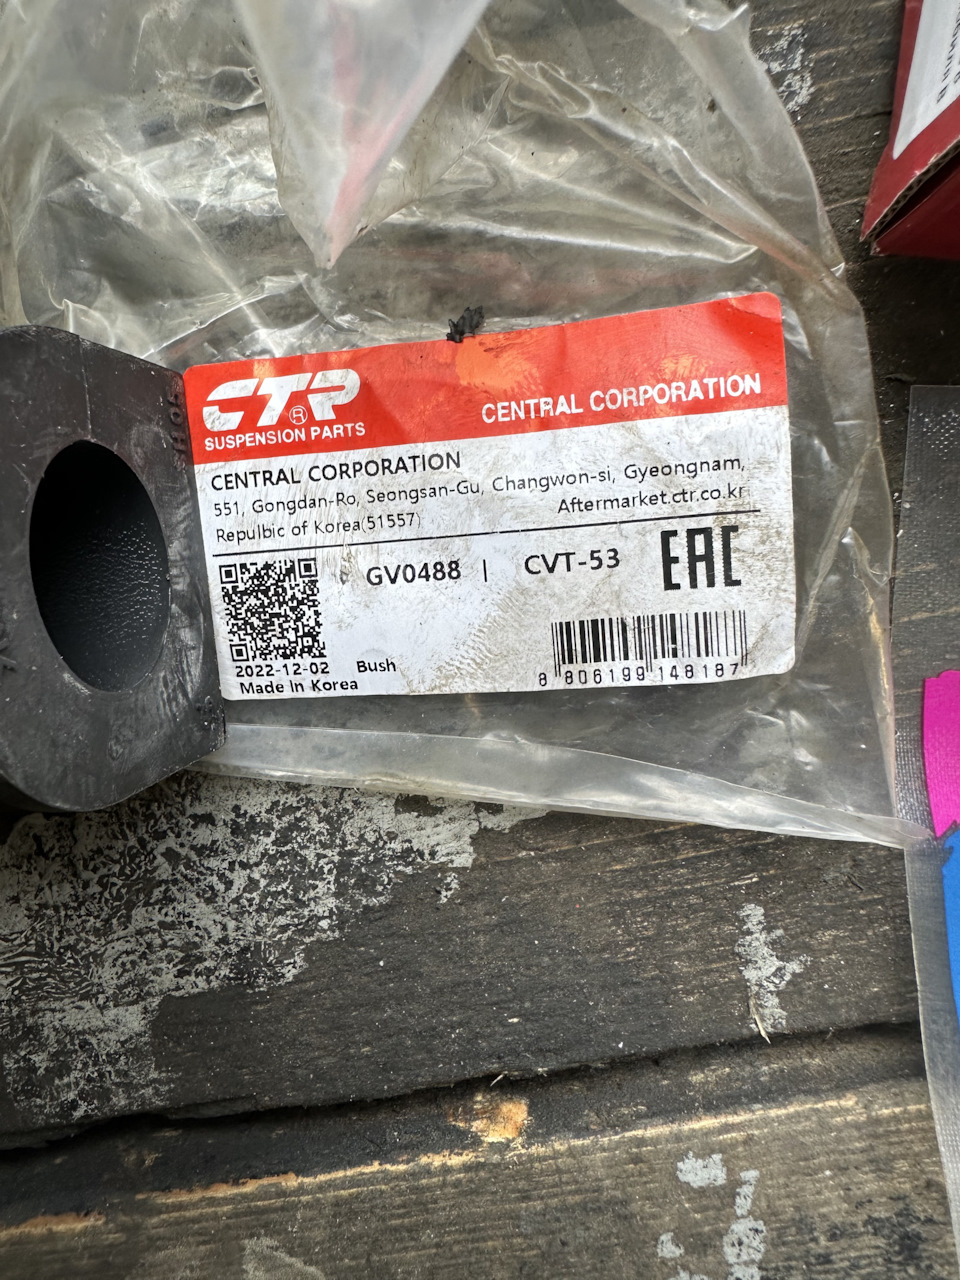 CTR
®
SUSPENSION PARTS
CENTRAL CORPORATION
CENTRAL CORPORATION
551, Gongdan-Ro, Seongsan-Gu, Changwon-si, Gyeongnam,
Repulbic of Korea(51557)
Aftermarket.ctr.co.kr
GV0488 | CVT-53
EAC
2022-12-02 Bush
Made In Korea
8 806199 148187